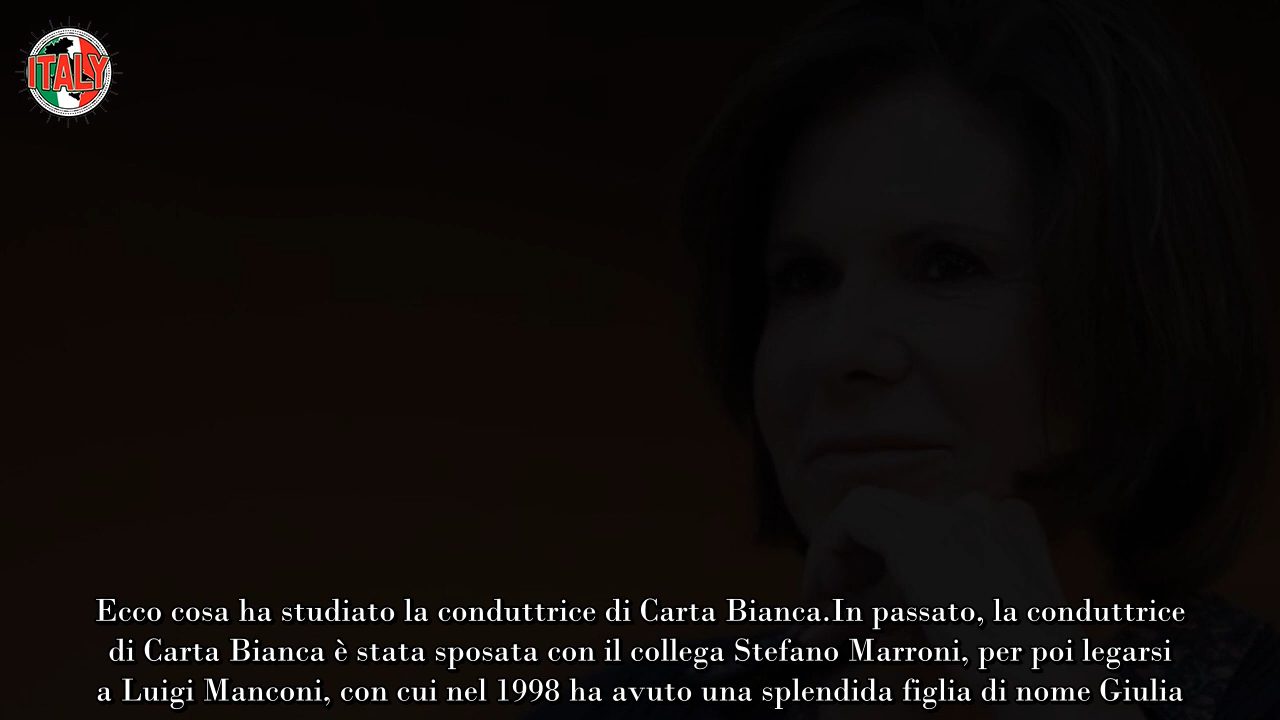 ITALY
Ecco cosa ha studiato la conduttrice di Carta Bianca.In passato, la conduttrice
di Carta Bianca è stata sposata con il collega Stefano Marroni, per poi legarsi
a Luigi Manconi, con cui nel 1998 ha avuto una splendida figlia di nome Giulia